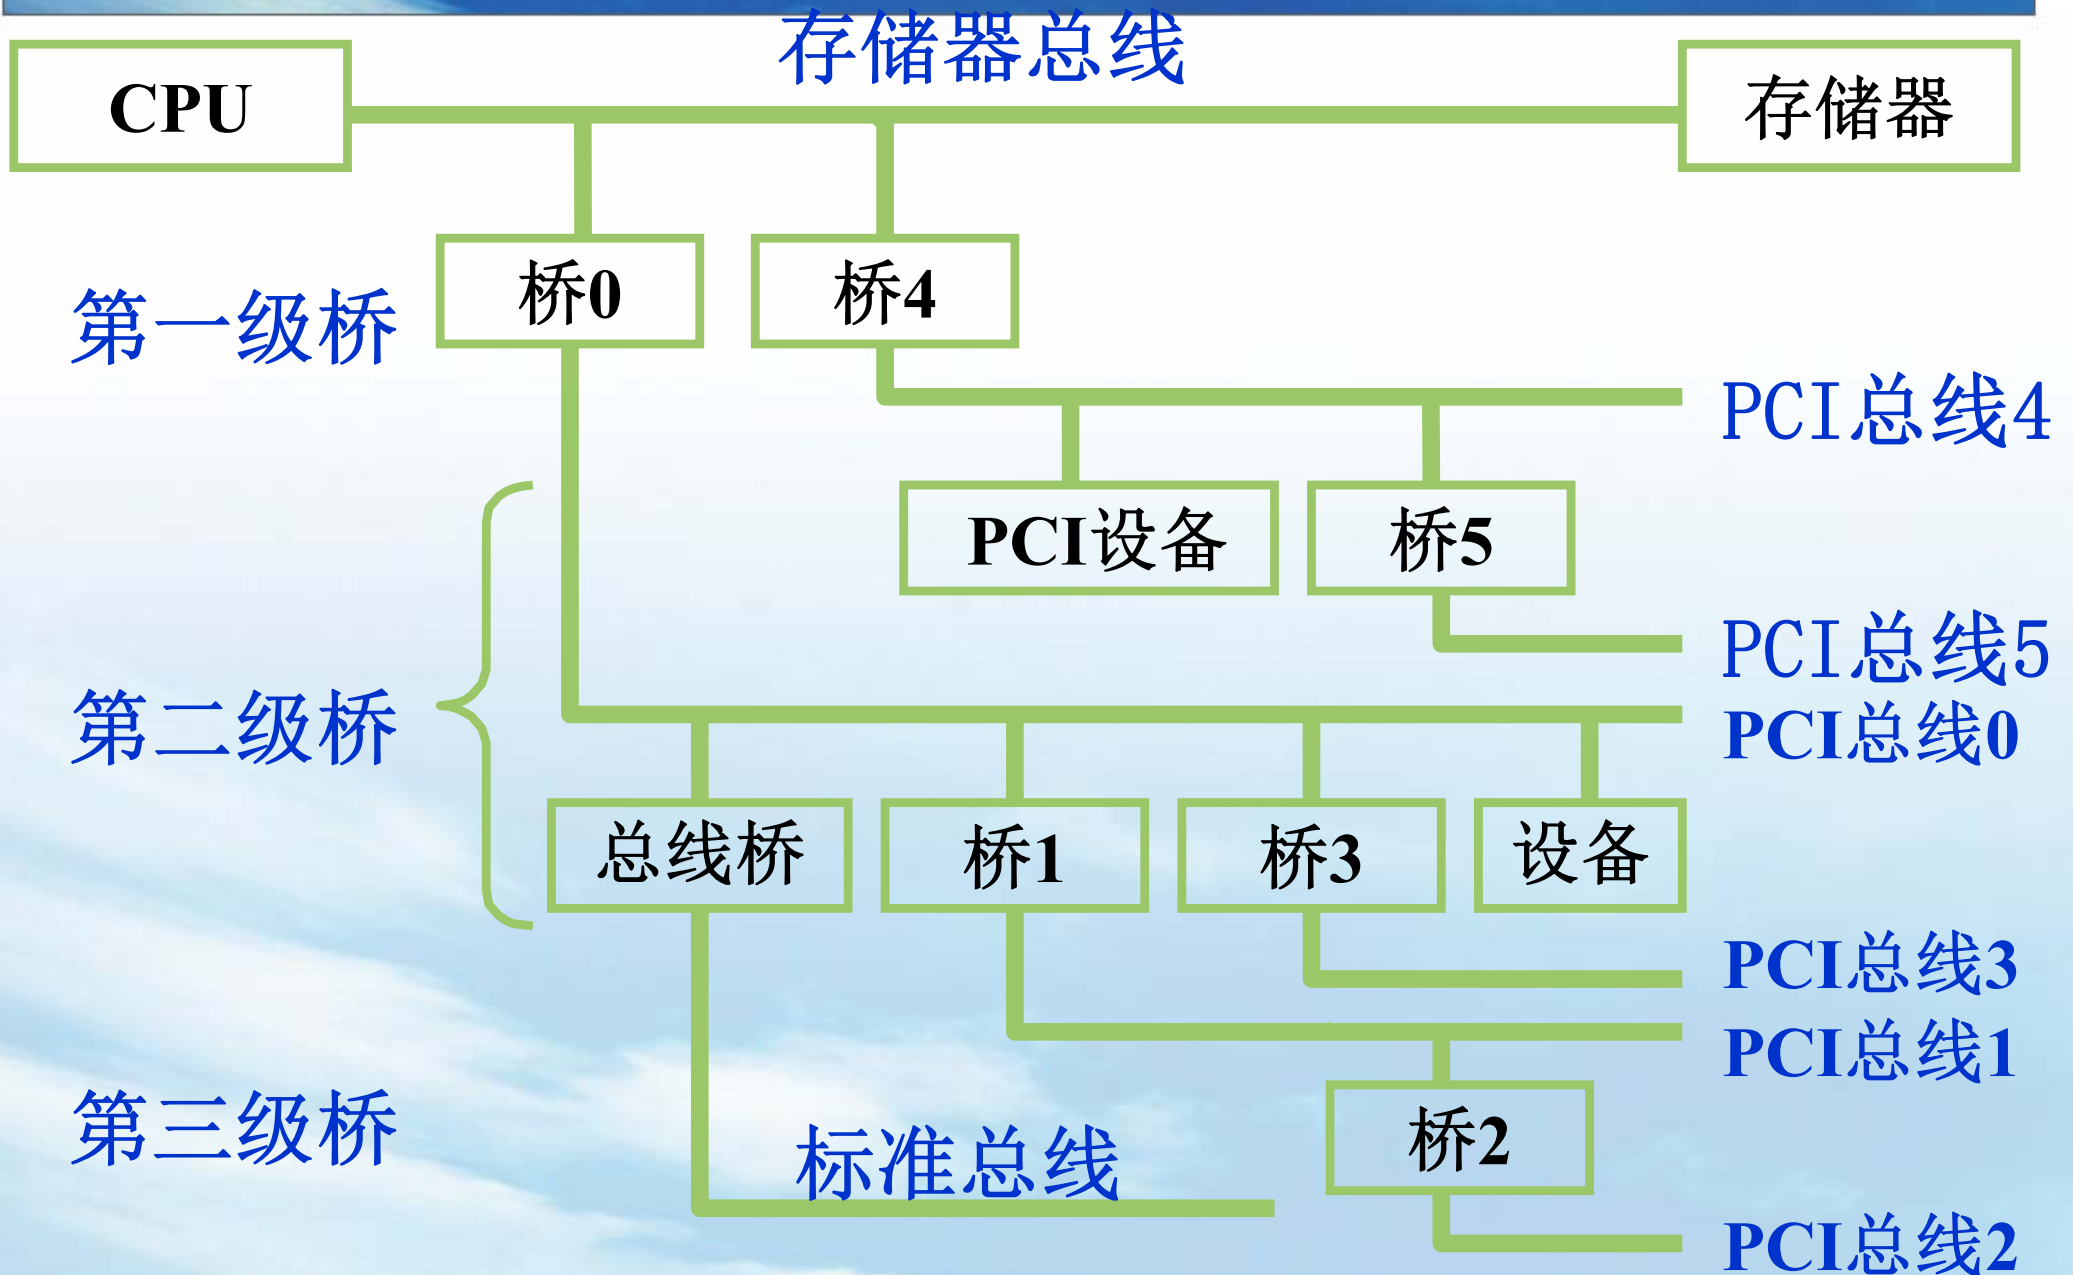 存储器总线
CPU
存储器
第一级桥
桥0
桥4
PCI总线4
PCI设备
桥5
PCI总线5
第二级桥
PCI总线0
总线桥
桥1
桥3
设备
PCI总线3
PCI总线1
第三级桥
标准总线
桥2
PCI总线2